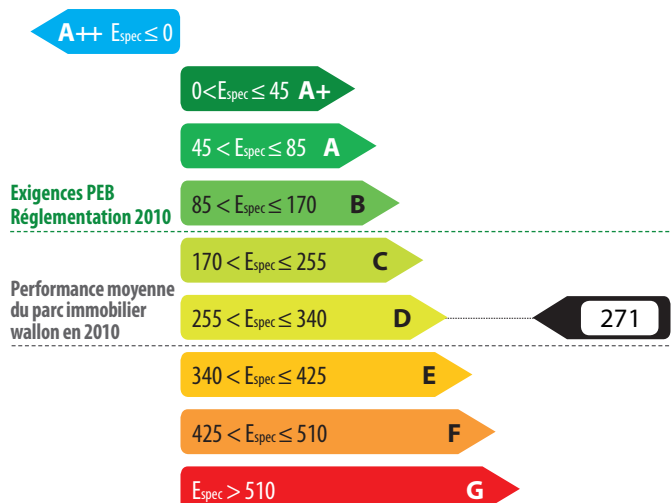 A++ Espec ≤ 0
0<Espec ≤ 45 A+
45 < Espec ≤ 85 A
Exigences PEB
Réglementation 2010
85 < Espec ≤ 170 B
170 < Espec ≤ 255 C
Performance moyenne
du parc immobilier
wallon en 2010
255 < Espec ≤ 340 D
271
340 < Espec ≤ 425 E
425 < Espec ≤ 510 F
Espec > 510 G